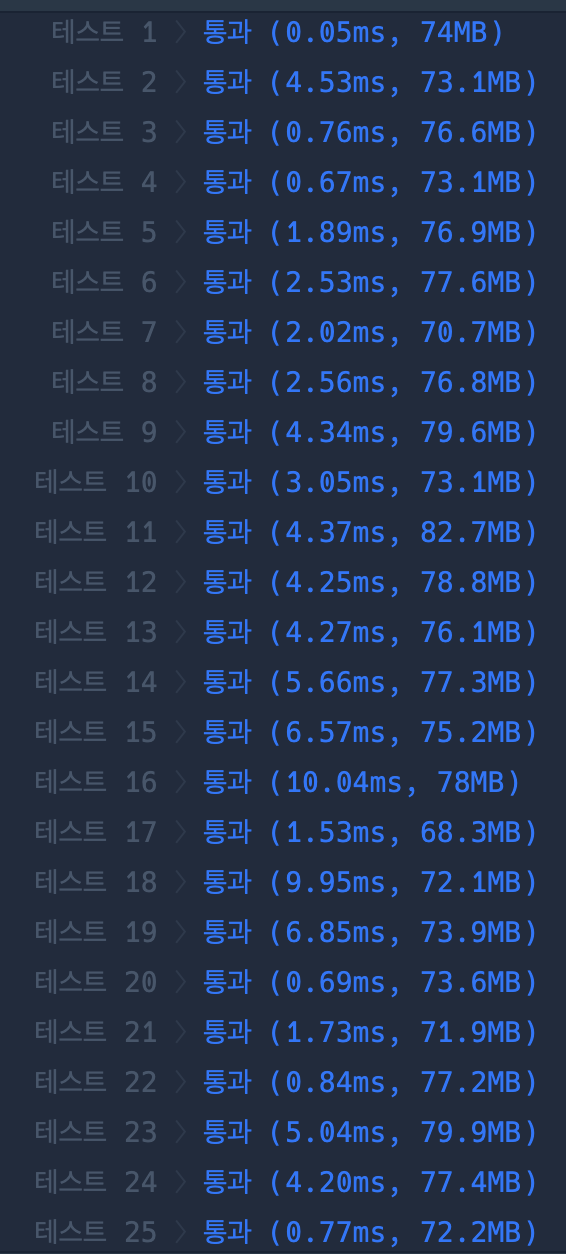 테스트 1 〉 통과 (0.05ms, 74MB)
테스트 2 〉 통과 (4.53ms, 73.1MB)
테스트 3 〉 통과 (0.76ms, 76.6MB)
테스트 4 〉 통과 (0.67ms, 73.1MB)
테스트 5 〉 통과 (1.89ms, 76.9MB)
테스트 6 〉 통과 (2.53ms, 77.6MB)
테스트 7 〉 통과 (2.02ms, 70.7MB)
테스트 8 〉 통과 (2.56ms, 76.8MB)
테스트 9 〉 통과 (4.34ms, 79.6MB)
테스트 10 〉 통과 (3.05ms, 73.1MB)
테스트 11 〉 통과 (4.37ms, 82.7MB)
테스트 12 〉 통과 (4.25ms, 78.8MB)
테스트 13 〉 통과 (4.27ms, 76.1MB)
테스트 14 〉 통과 (5.66ms, 77.3MB)
테스트 15 〉 통과 (6.57ms, 75.2MB)
테스트 16 〉 통과 (10.04ms, 78MB)
테스트 17 〉 통과 (1.53ms, 68.3MB)
테스트 18 〉 통과 (9.95ms, 72.1MB)
테스트 19 〉 통과 (6.85ms, 73.9MB)
테스트 20 〉 통과 (0.69ms, 73.6MB)
테스트 21 〉 통과 (1.73ms, 71.9MB)
테스트 22 〉 통과 (0.84ms, 77.2MB)
테스트 23 〉 통과 (5.04ms, 79.9MB)
테스트 24 〉 통과 (4.20ms, 77.4MB)
테스트 25 〉 통과 (0.77ms, 72.2MB)